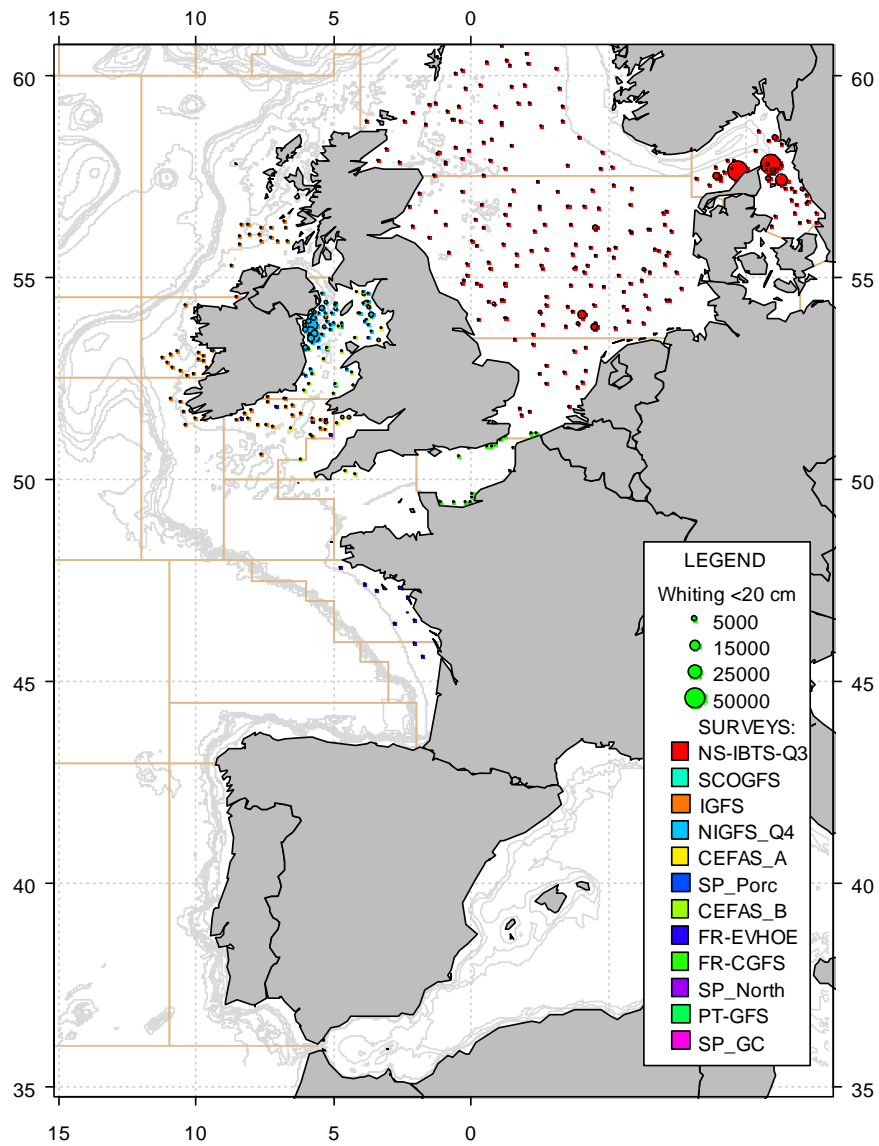 15 10 5 0
60 60
55 55
50 50
LEGEND
Whiting <20 cm
5000
15000
25000
50000
SURVEYS:
NS-IBTS-Q3
SCOGFS
IGFS
NIGFS_Q4
CEFAS_A
SP_Porc
CEFAS_B
FR-EVHOE
FR-CGFS
SP_North
PT-GFS
SP_GC
45 45
40 40
35 35
15 10 5 0